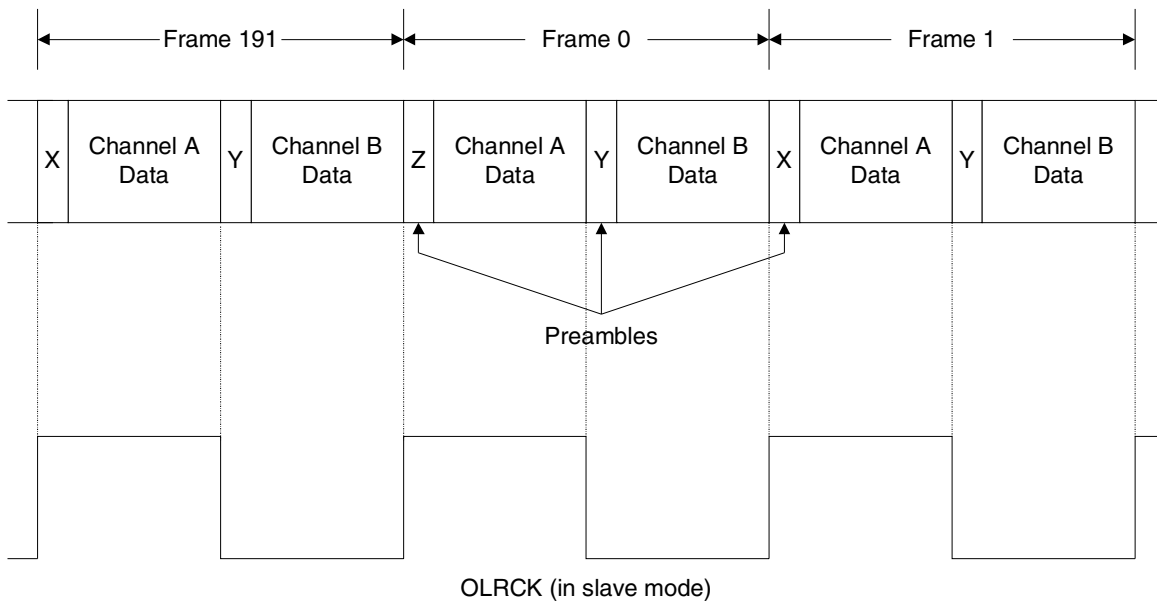 Frame 191
Frame 0
Frame 1
X
Channel A
Data
Y
Channel B
Data
Z
Channel A
Data
Y
Channel B
Data
X
Channel A
Data
Y
Channel B
Data
Preambles
OLRCK (in slave mode)